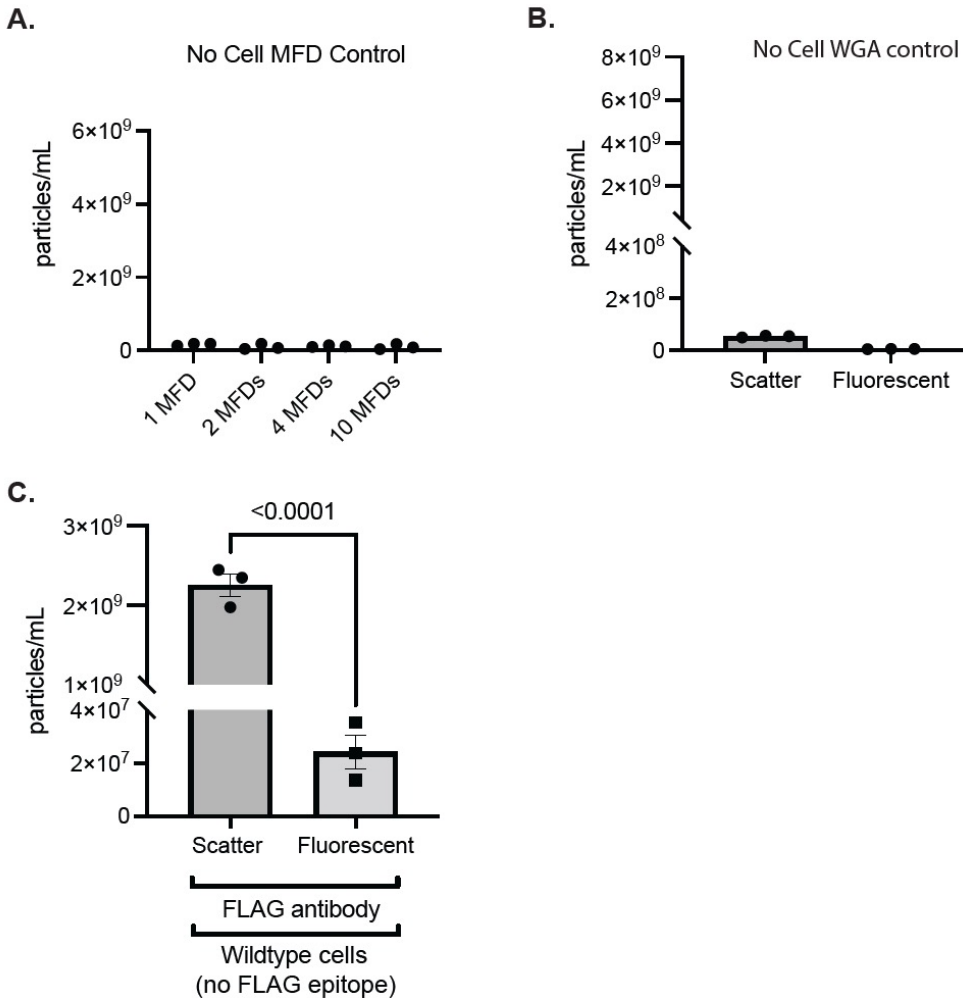 A.
No Cell MFD Control
particles/mL
6×10⁹
4×10⁹
2×10⁹
0
1 MFD
2 MFDs
4 MFDs
10 MFDs
B.
No Cell WGA control
particles/mL
8×10⁹
6×10⁹
4×10⁹
2×10⁹
4×10⁸
2×10⁸
0
Scatter
Fluorescent
C.
particles/mL
<0.0001
3×10⁹
2×10⁹
1×10⁹
4×10⁷
2×10⁷
0
Scatter
Fluorescent
FLAG antibody
Wildtype cells
(no FLAG epitope)